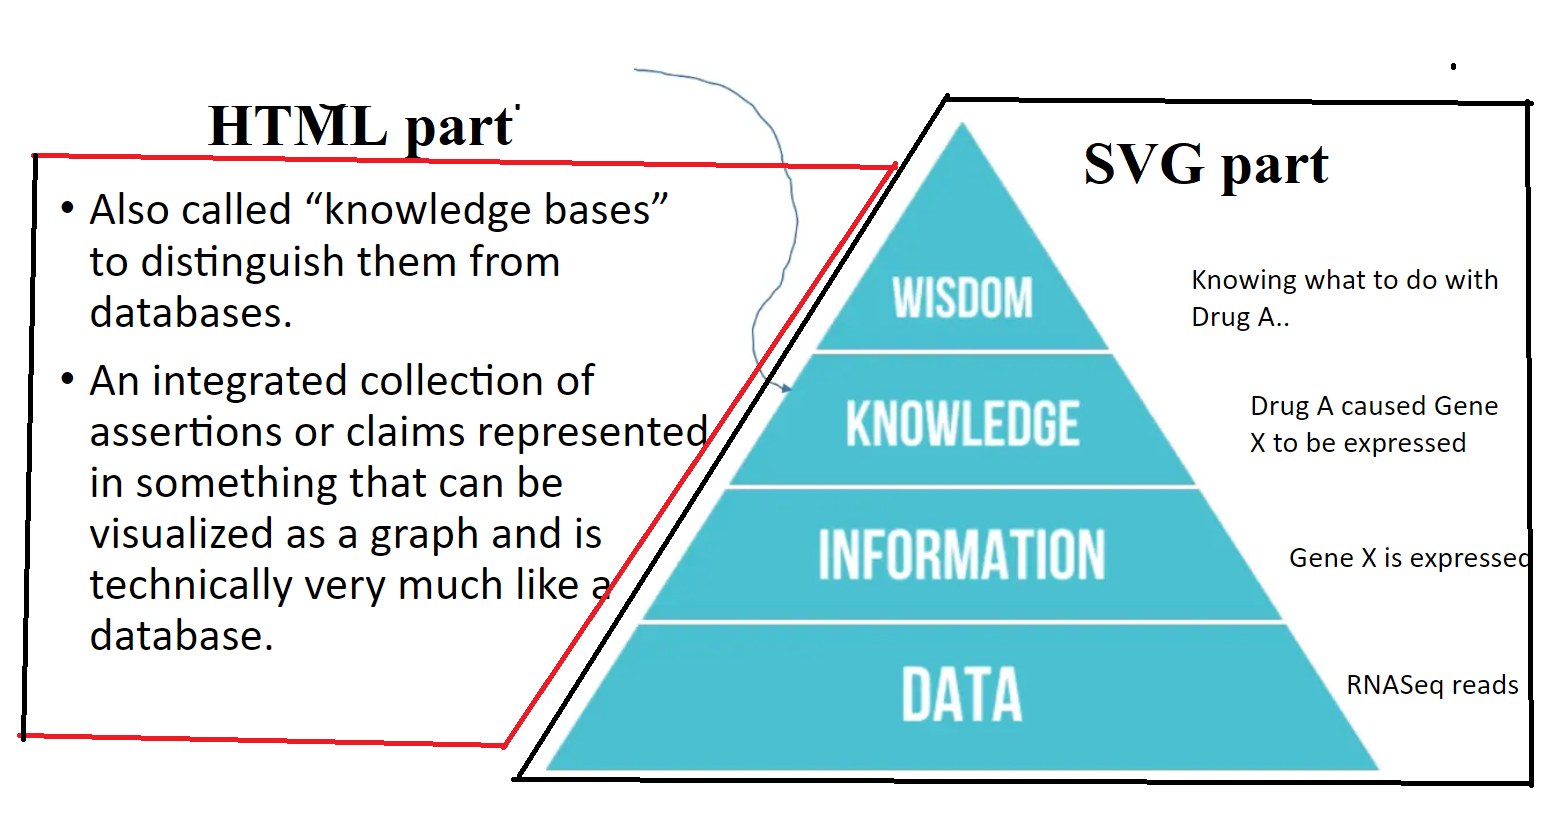 HTML part
• Also called “knowledge bases”
to distinguish them from
databases.
• An integrated collection of
assertions or claims represented
in something that can be
visualized as a graph and is
technically very much like a
database.
SVG part
WISDOM
Knowing what to do with
Drug A..
KNOWLEDGE
Drug A caused Gene
X to be expressed
INFORMATION
Gene X is expressed
DATA
RNASeq reads